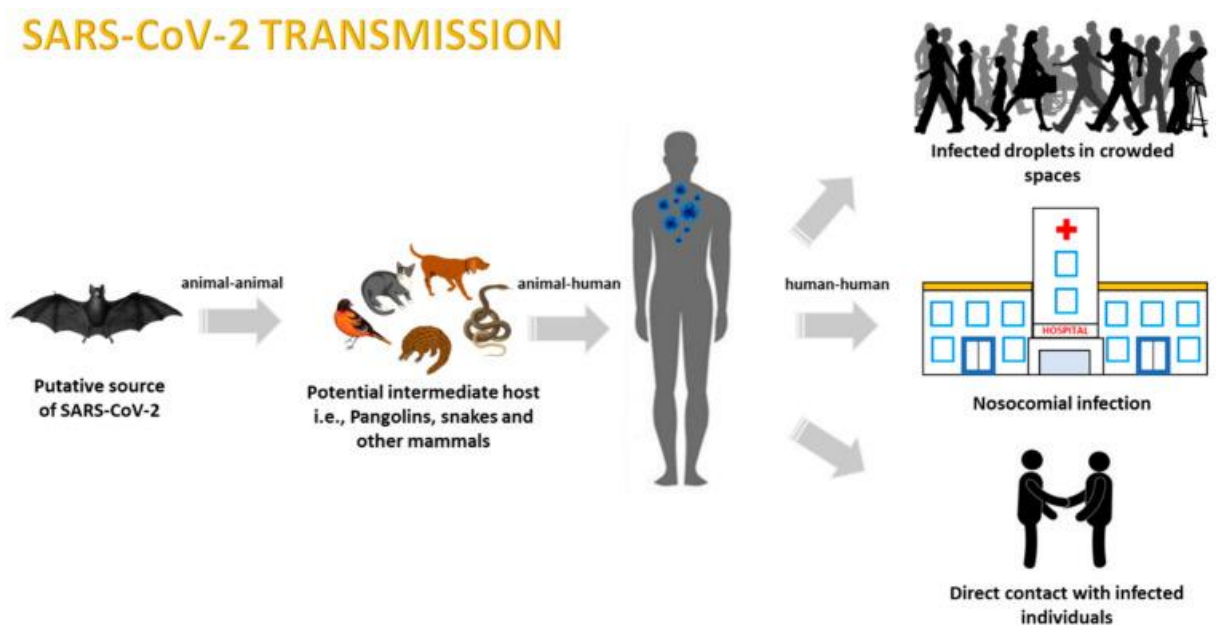 SARS-CoV-2 TRANSMISSION
animal-animal
animal-human
human-human
Putative source
of SARS-CoV-2
Potential intermediate host
i.e., Pangolins, snakes and
other mammals
Infected droplets in crowded
spaces
HOSPITAL
Nosocomial infection
Direct contact with infected
individuals